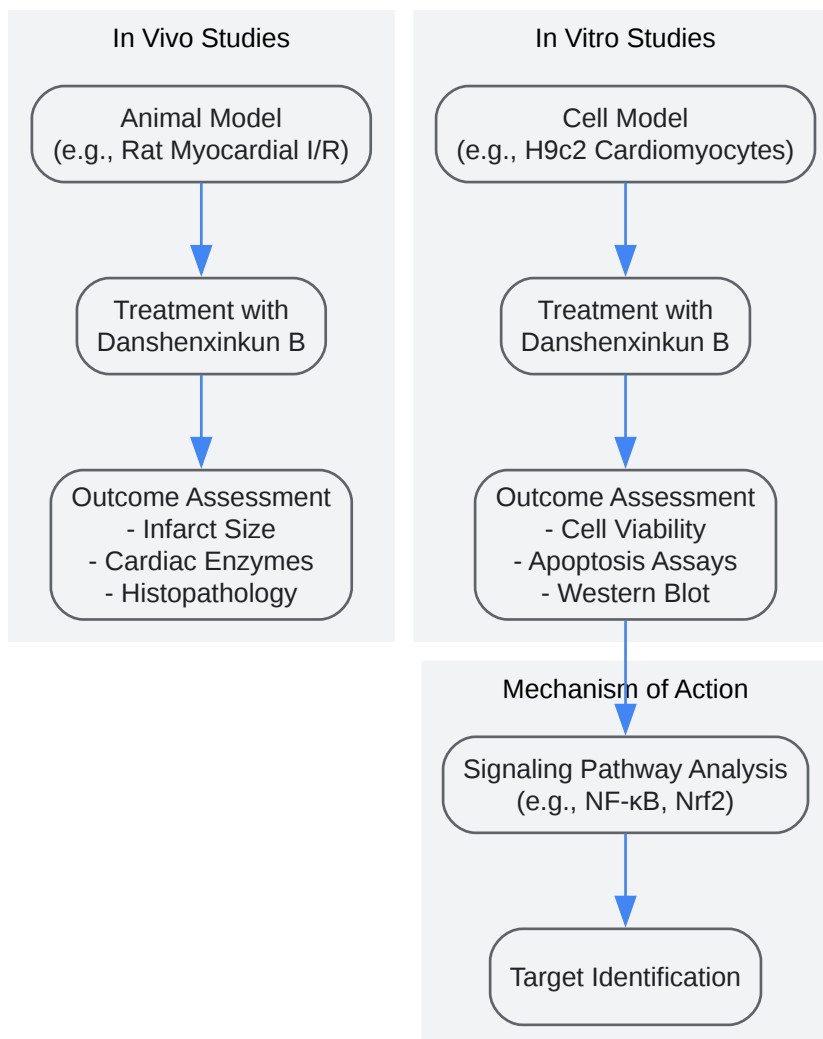 In Vivo Studies
Animal Model
(e.g., Rat Myocardial I/R)
Treatment with
Danshenxinkun B
Outcome Assessment
- Infarct Size
- Cardiac Enzymes
- Histopathology
In Vitro Studies
Cell Model
(e.g., H9c2 Cardiomyocytes)
Treatment with
Danshenxinkun B
Outcome Assessment
- Cell Viability
- Apoptosis Assays
- Western Blot
Mechanism of Action
Signaling Pathway Analysis
(e.g., NF-κB, Nrf2)
Target Identification